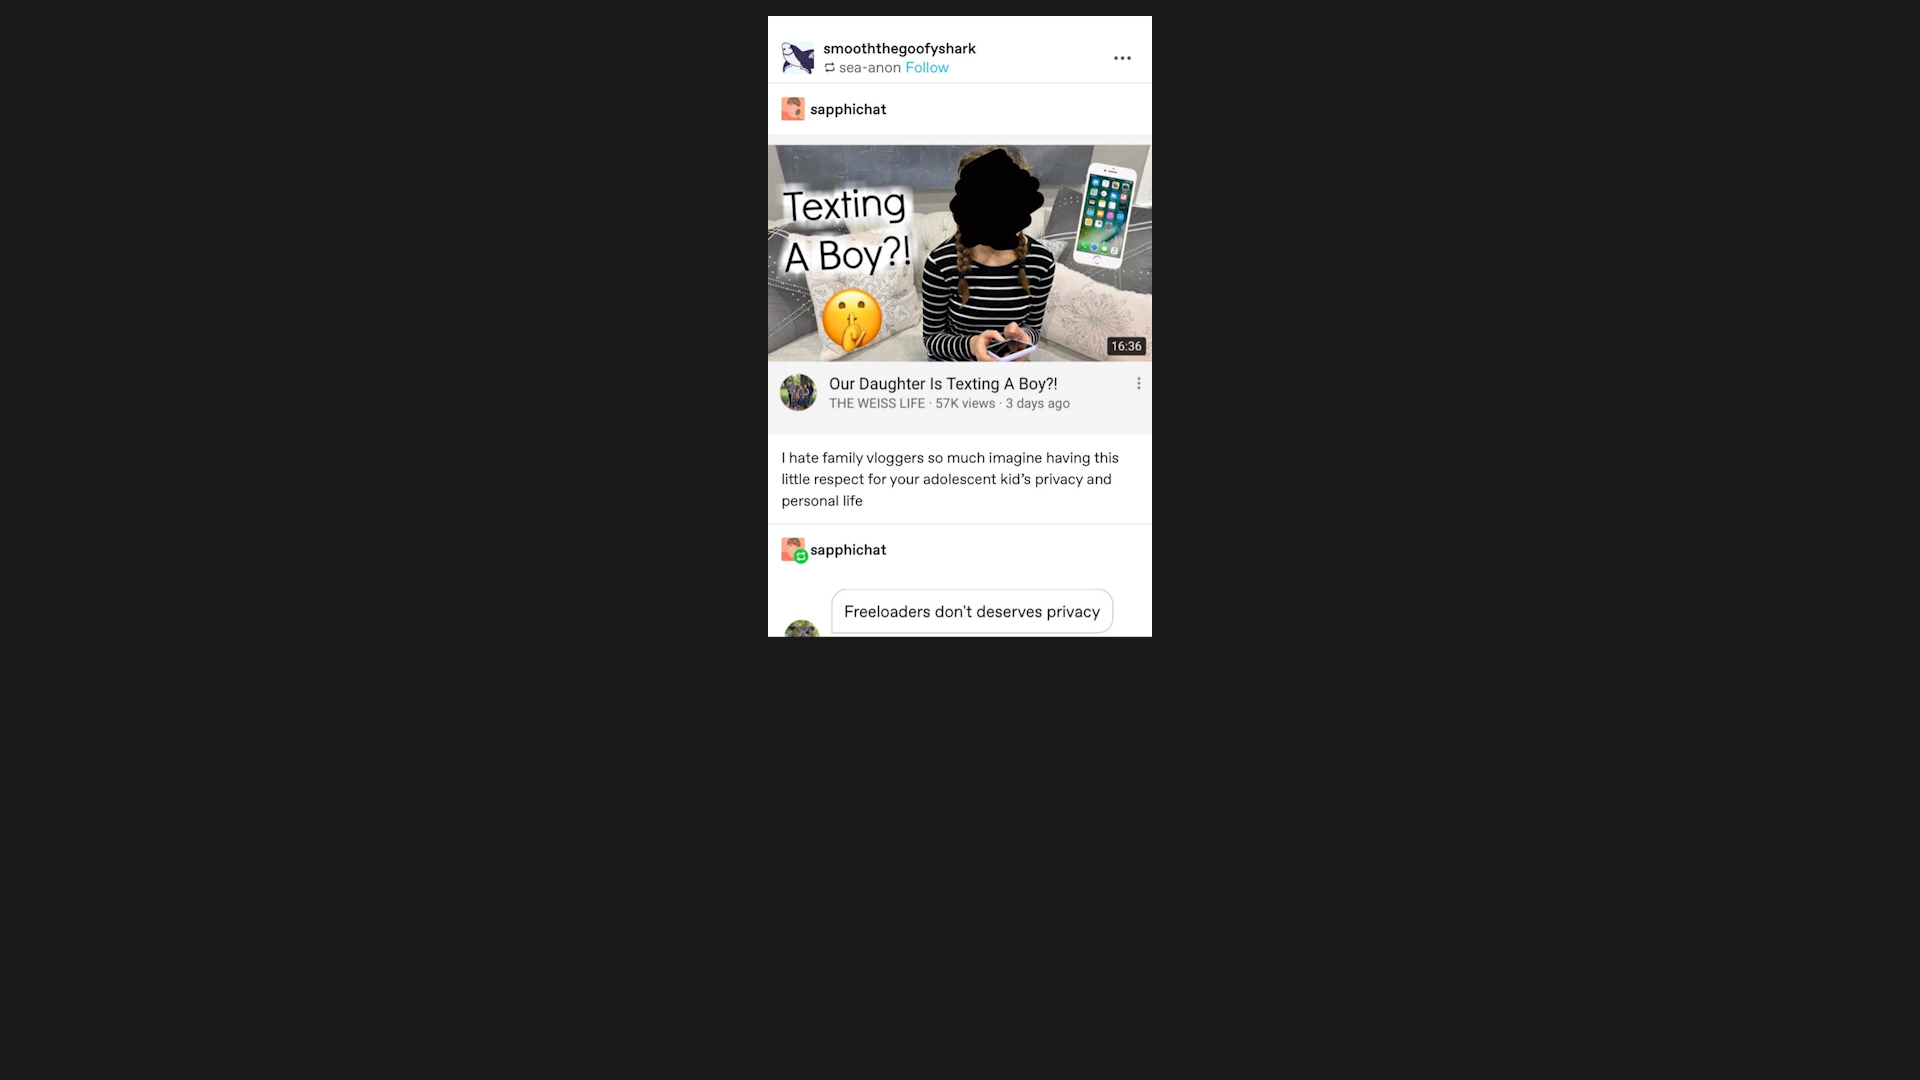 smooththegoofyshark
sea-anon Follow
sapphichat
Texting
A Boy?!
16:36
Our Daughter Is Texting A Boy?!
THE WEISS LIFE · 57K views · 3 days ago
I hate family vloggers so much imagine having this
little respect for your adolescent kid’s privacy and
personal life
sapphichat
Freeloaders don't deserves privacy